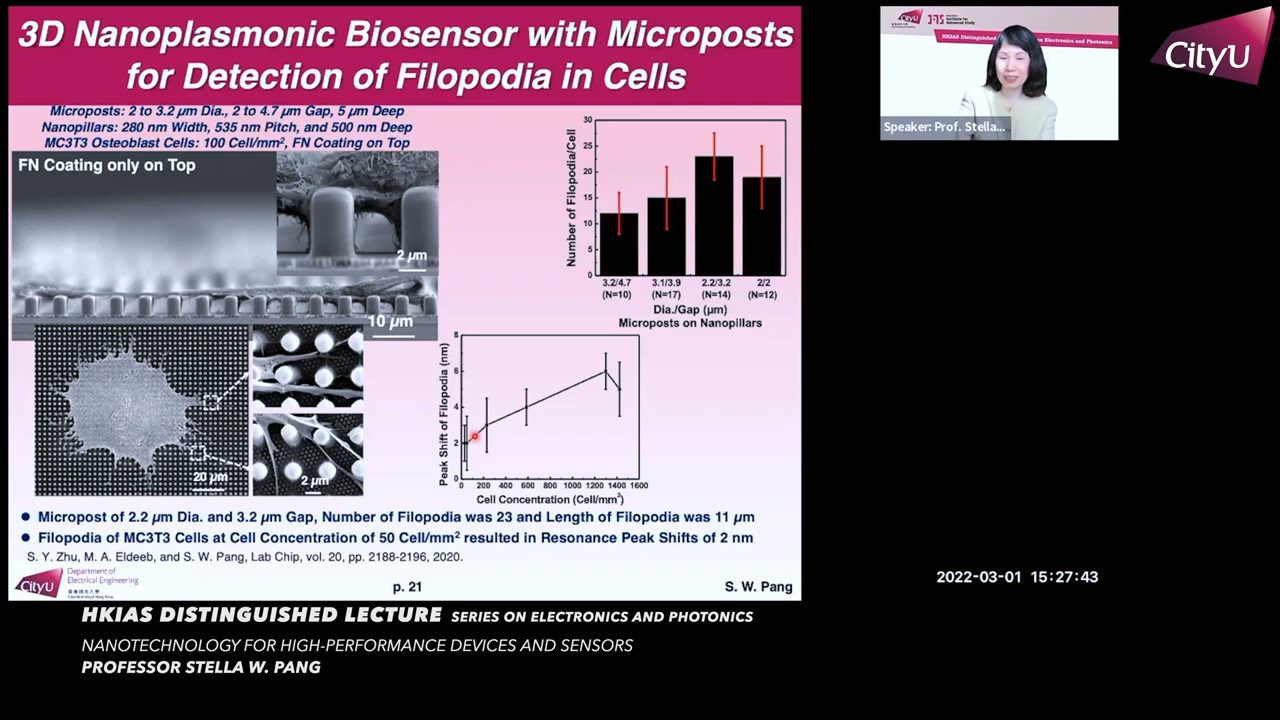 3D Nanoplasmonic Biosensor with Microposts
for Detection of Filopodia in Cells
Microposts: 2 to 3.2 µm Dia., 2 to 4.7 µm Gap, 5 µm Deep
Nanopillars: 280 nm Width, 535 nm Pitch, and 500 nm Deep
MC3T3 Osteoblast Cells: 100 Cell/mm², FN Coating on Top
FN Coating only on Top
2 µm
10 µm
20 µm
2 µm
Number of Filopodia/Cell
30
25
20
15
10
5
0
3.2/4.7 3.1/3.9 2.2/3.2 2/2
(N=10) (N=17) (N=14) (N=12)
Dia./Gap (µm)
Microposts on Nanopillars
Peak Shift of Filopodia (nm)
8
6
4
2
0
0 200 400 600 800 1000 1200 1400 1600
Cell Concentration (Cell/mm²)
● Micropost of 2.2 µm Dia. and 3.2 µm Gap, Number of Filopodia was 23 and Length of Filopodia was 11 µm
● Filopodia of MC3T3 Cells at Cell Concentration of 50 Cell/mm² resulted in Resonance Peak Shifts of 2 nm
S. Y. Zhu, M. A. Eldeeb, and S. W. Pang, Lab Chip, vol. 20, pp. 2188-2196, 2020.
CityU
Department of
Electrical Engineering
p. 21
S. W. Pang
HKIAS DISTINGUISHED LECTURE SERIES ON ELECTRONICS AND PHOTONICS
NANOTECHNOLOGY FOR HIGH-PERFORMANCE DEVICES AND SENSORS
PROFESSOR STELLA W. PANG
CityU
HKIAS Distinguished
on Electronics and Photonics
Speaker: Prof. Stella...
CityU
2022-03-01 15:27:43